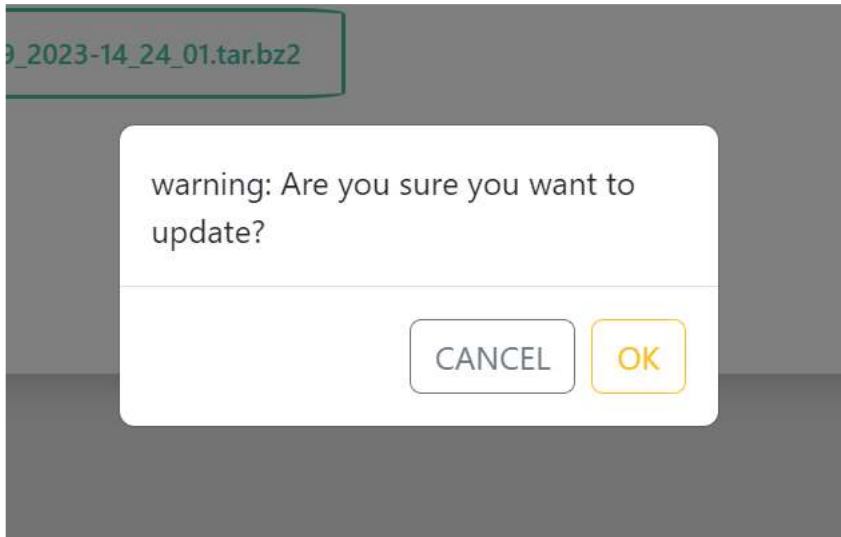 9_2023-14_24_01.tar.bz2
warning: Are you sure you want to
update?
CANCEL
OK